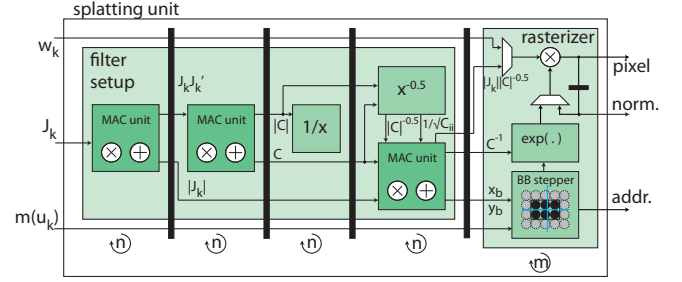 splatting unit
w_k
rasterizer
filter
setup
J_kJ_k′
|J_k||C|^-0.5
pixel
x^-0.5
norm.
MAC unit
MAC unit
|C|
1/x
|C|^-0.5
1/√C_ii
J_k
C
MAC unit
C^-1
exp(.)
|J_k|
BB stepper
x_b
y_b
addr.
m(u_k)
n
n
n
n
m